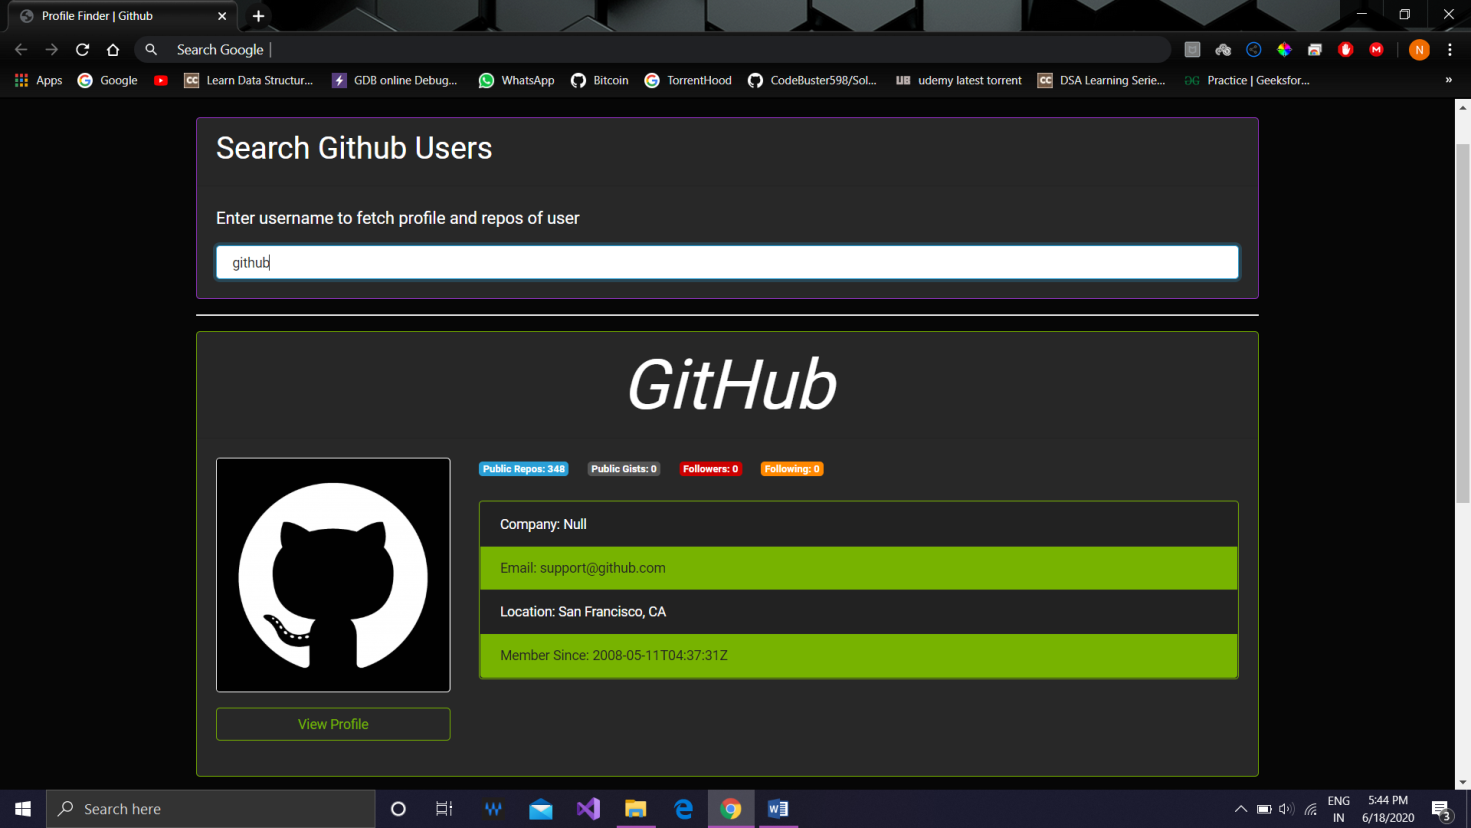 Profile Finder | Github
Search Google
N
Apps
Google
CC Learn Data Structur...
GDB online Debug...
WhatsApp
Bitcoin
TorrentHood
CodeBuster598/Sol...
UB udemy latest torrent
CC DSA Learning Serie...
Practice | Geeksfor...
»
Search Github Users
Enter username to fetch profile and repos of user
github
GitHub
Public Repos: 348
Public Gists: 0
Followers: 0
Following: 0
Company: Null
Email: support@github.com
Location: San Francisco, CA
Member Since: 2008-05-11T04:37:31Z
View Profile
Search here
ENG
IN
5:44 PM
6/18/2020
3